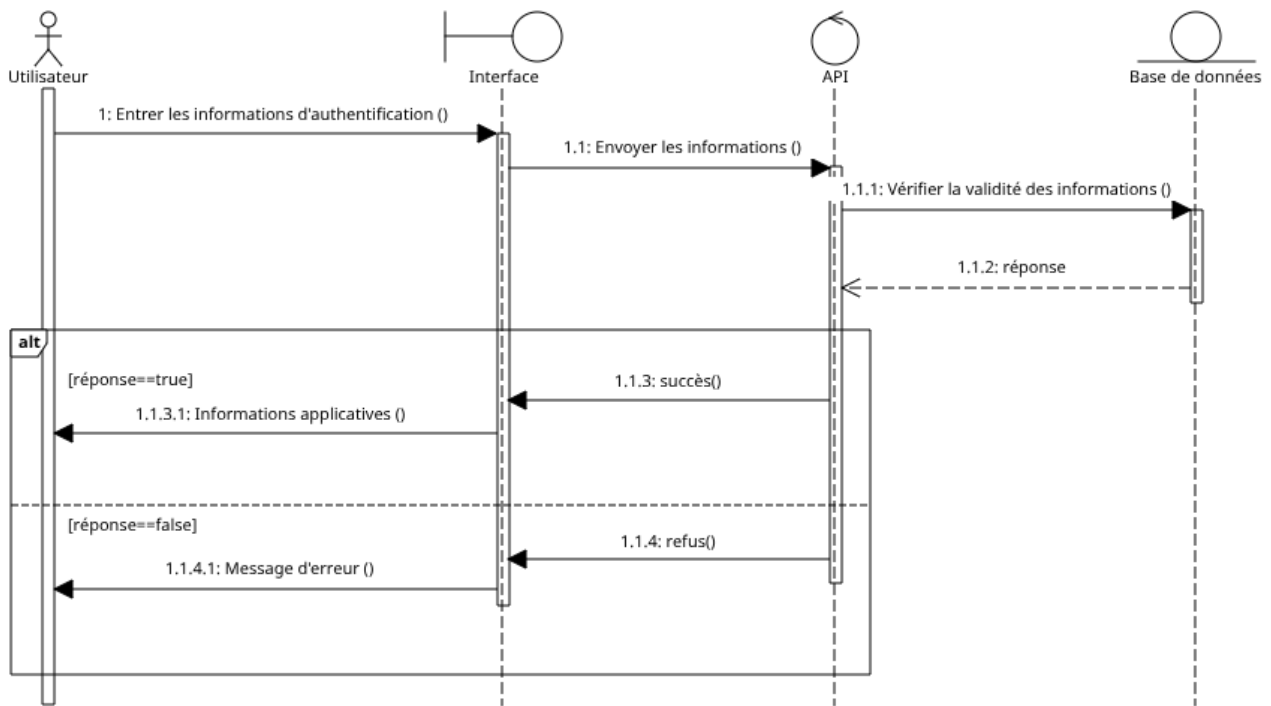 Utilisateur
Interface
API
Base de données
1: Entrer les informations d'authentification ()
1.1: Envoyer les informations ()
1.1.1: Vérifier la validité des informations ()
1.1.2: réponse
alt
[réponse==true]
1.1.3: succès()
1.1.3.1: Informations applicatives ()
[réponse==false]
1.1.4: refus()
1.1.4.1: Message d'erreur ()